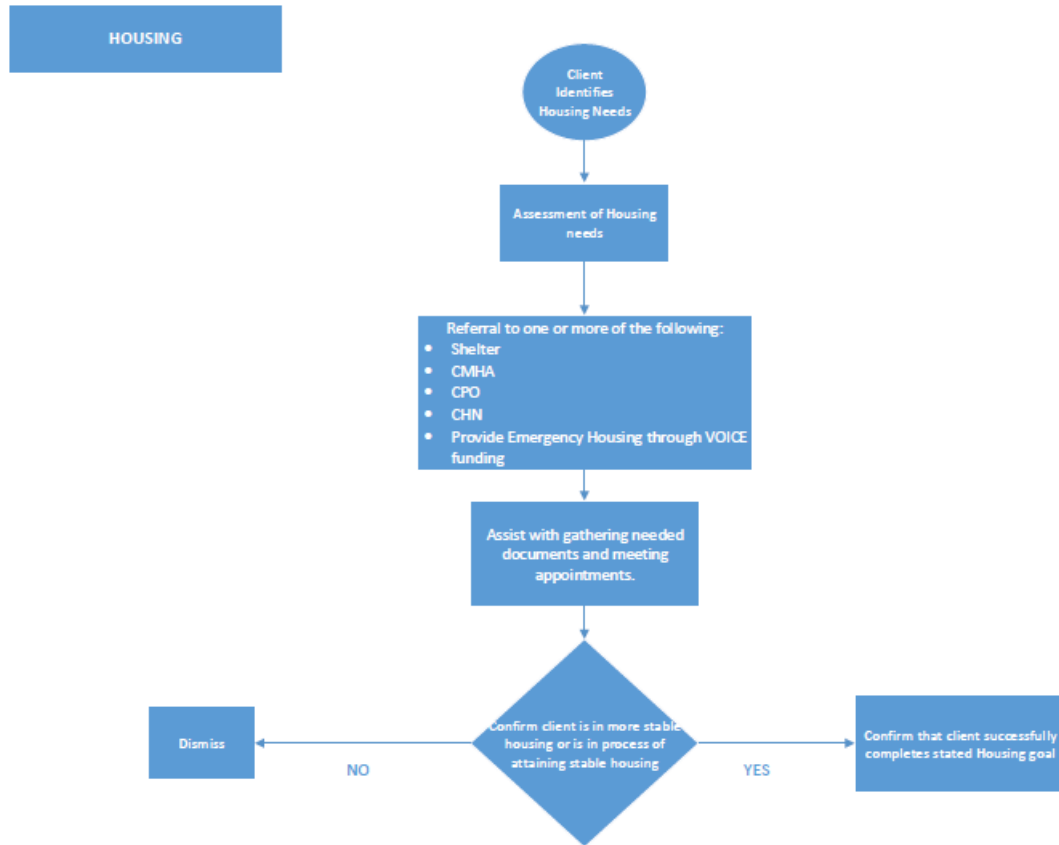 HOUSING
Client
Identifies
Housing Needs
Assessment of Housing
needs
Referral to one or more of the following:
• Shelter
• CMHA
• CPO
• CHN
• Provide Emergency Housing through VOICE
funding
Assist with gathering needed
documents and meeting
appointments.
Confirm client is in more stable
housing or is in process of
attaining stable housing
Dismiss
NO
YES
Confirm that client successfully
completes stated Housing goal